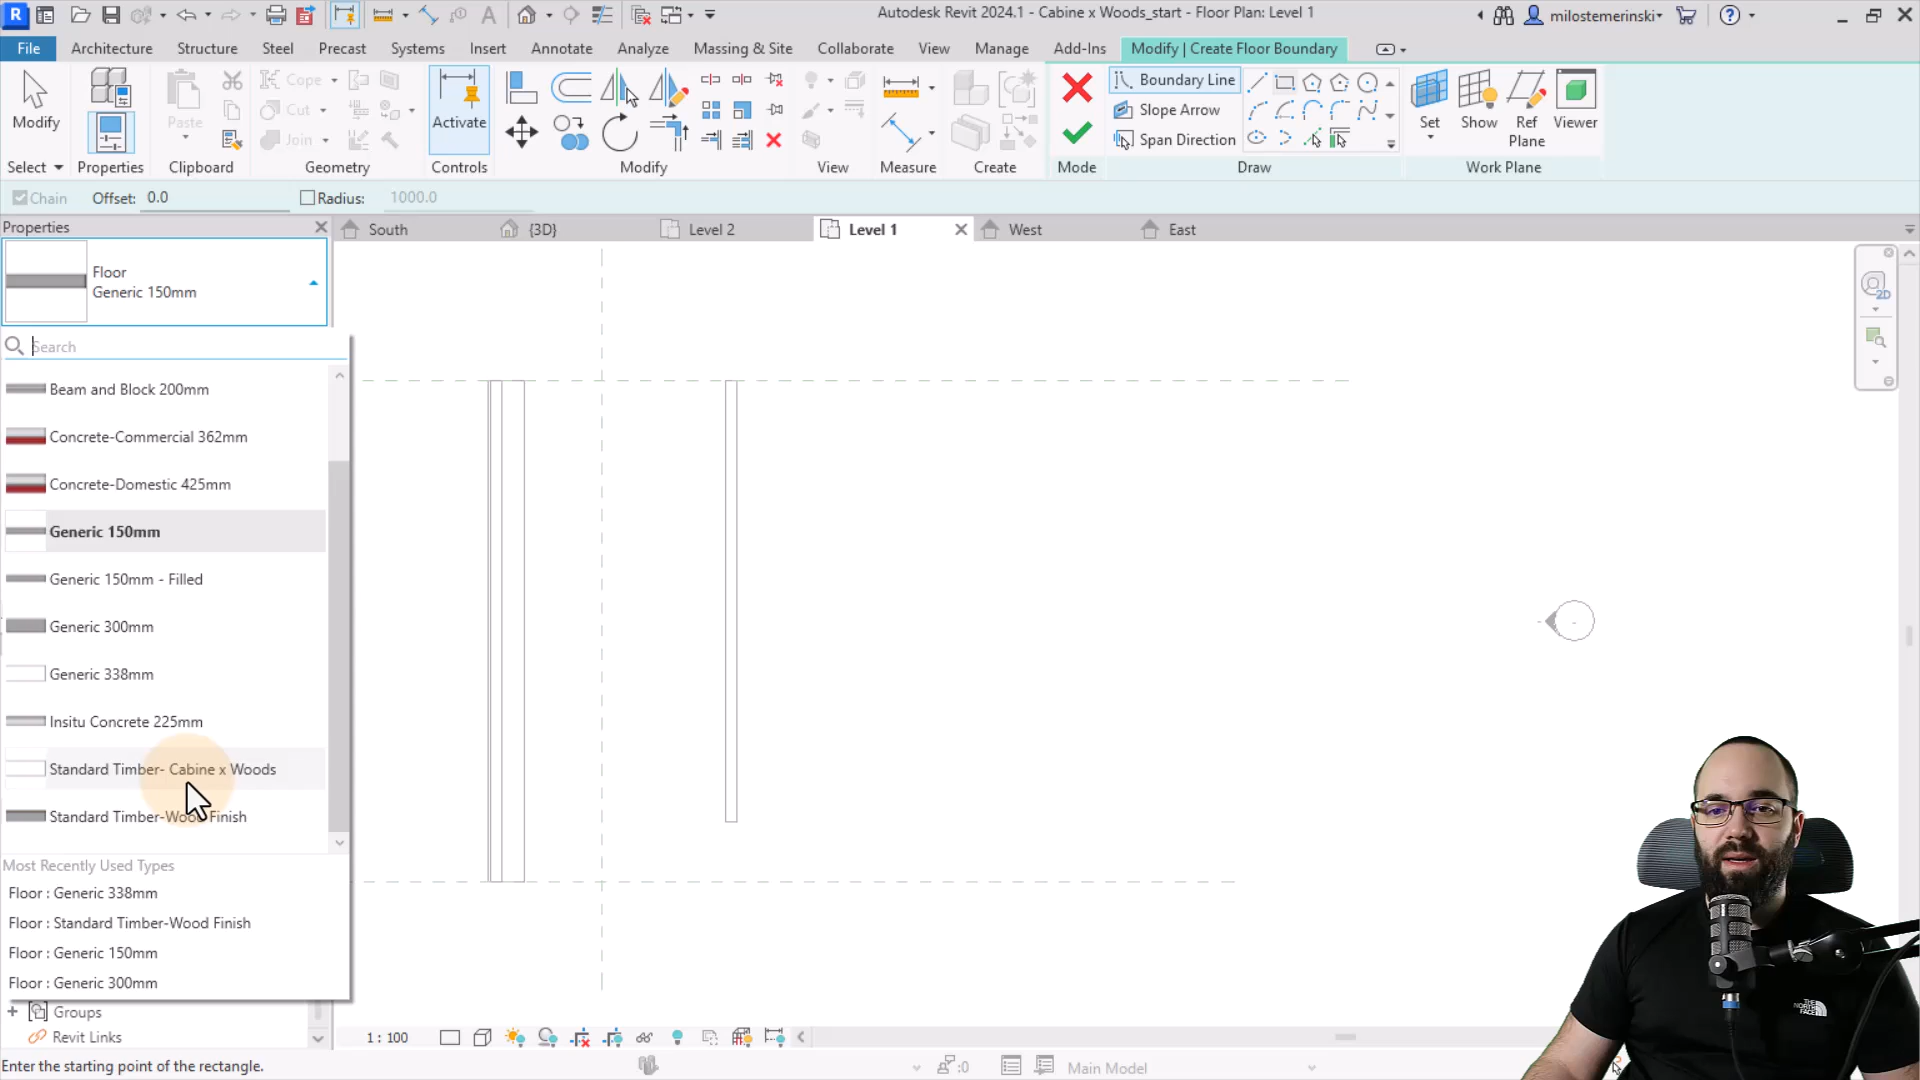 Autodesk Revit 2024.1 - Cabine x Woods_start - Floor Plan: Level 1
milostemerinski
File
Architecture
Structure
Steel
Precast
Systems
Insert
Annotate
Analyze
Massing & Site
Collaborate
View
Manage
Add-Ins
Modify | Create Floor Boundary
Modify
Paste
Cope
Cut
Join
Activate
Boundary Line
Slope Arrow
Span Direction
Set
Show
Ref
Plane
Viewer
Select
Properties
Clipboard
Geometry
Controls
Modify
View
Measure
Create
Mode
Draw
Work Plane
Chain
Offset: 0.0
Radius: 1000.0
Properties
South
{3D}
Level 2
Level 1
West
East
Floor
Generic 150mm
Search
Beam and Block 200mm
Concrete-Commercial 362mm
Concrete-Domestic 425mm
Generic 150mm
Generic 150mm - Filled
Generic 300mm
Generic 338mm
Insitu Concrete 225mm
Standard Timber- Cabine x Woods
Standard Timber-Wood Finish
Most Recently Used Types
Floor : Generic 338mm
Floor : Standard Timber-Wood Finish
Floor : Generic 150mm
Floor : Generic 300mm
Groups
Revit Links
1 : 100
Enter the starting point of the rectangle.
:0
Main Model
2D
THE
NORTH
FACE